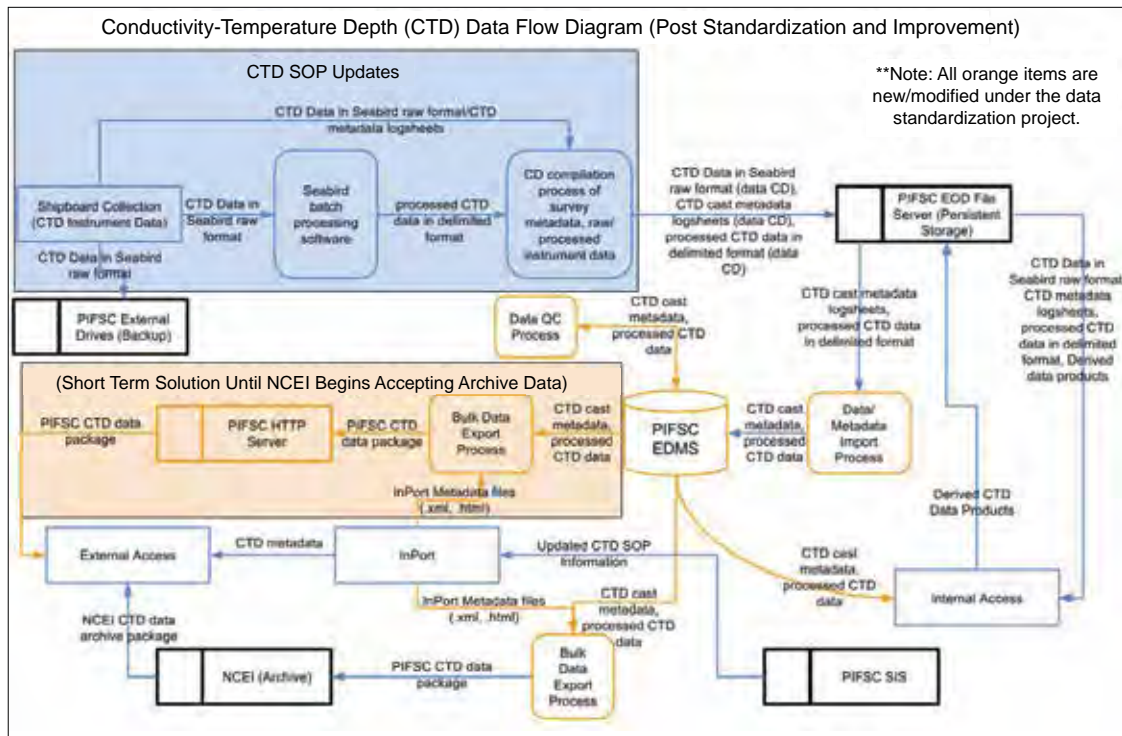 Conductivity-Temperature Depth (CTD) Data Flow Diagram (Post Standardization and Improvement)
CTD SOP Updates
**Note: All orange items are
new/modified under the data
standardization project.
CTD Data in Seabird raw formal/CTD
metadata logsheets
Shipboard Collection
(CTD Instrument Data)
CTD Data in
Seabird raw
format
Seabird
batch
processing
software
processed CTD
data in delimited
format
CD compilation
process of
survey
metadata, raw/
processed
instrument data
CTD Data in Seabird
raw format (data CD),
CTD cast metadata
logsheets (data CD),
processed CTD data in
delimited format (data
CD)
PIFSC EOD File
Server (Persistent
Storage)
CTD Data in Seabird
raw format
PIFSC External
Drives (Backup)
Data QC
Process
CTD cast
metadata,
processed CTD
data
CTD cast metadata
logsheets,
processed CTD data
in delimited format
CTD Data in
Seabird raw format
CTD metadata
logsheets,
processed CTD
data in delimited
format, Derived
data products
(Short Term Solution Until NCEI Begins Accepting Archive Data)
PIFSC CTD data
package
PIFSC HTTP
Server
PIFSC CTD
data package
Bulk Data
Export
Process
CTD cast
metadata,
processed
CTD data
PIFSC
EDMS
CTD cast
metadata,
processed
CTD data
Data/
Metadata
Import
Process
InPort Metadata files
(.xml, .html)
Derived CTD
Data Products
External Access
CTD metadata
InPort
Updated CTD SOP
Information
CTD cast
metadata,
processed CTD
data
Internal Access
InPort Metadata files
(.xml, .html)
CTD cast
metadata,
processed CTD
data
NCEI CTD data
archive package
NCEI (Archive)
PIFSC CTD data
package
Bulk
Data
Export
Process
PIFSC SIS